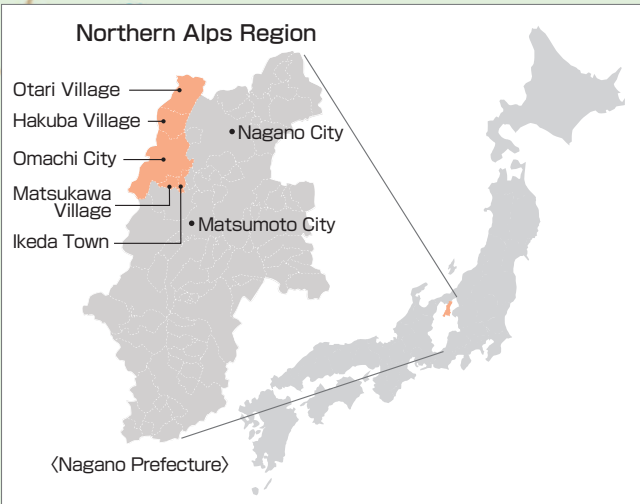 Northern Alps Region
Otari Village
Hakuba Village
Nagano City
Omachi City
Matsukawa
Village
Matsumoto City
Ikeda Town
〈Nagano Prefecture〉